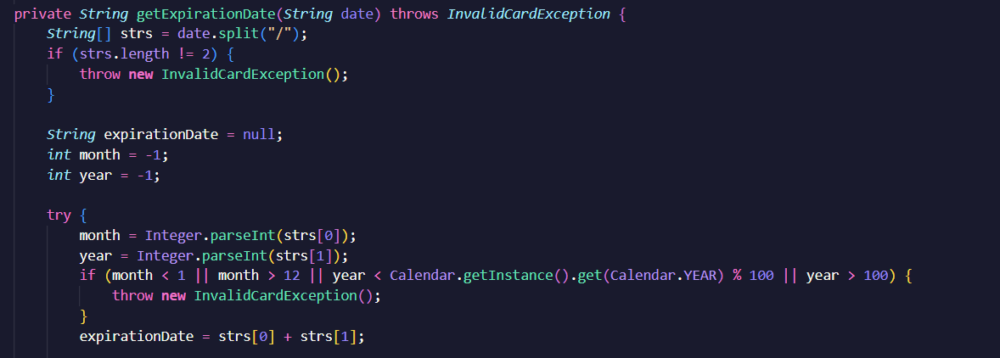 private String getExpirationDate(String date) throws InvalidCardException {
String[] strs = date.split("/");
if (strs.length != 2) {
throw new InvalidCardException();
}
String expirationDate = null;
int month = -1;
int year = -1;
try {
month = Integer.parseInt(strs[0]);
year = Integer.parseInt(strs[1]);
if (month < 1 || month > 12 || year < Calendar.getInstance().get(Calendar.YEAR) % 100 || year > 100) {
throw new InvalidCardException();
}
expirationDate = strs[0] + strs[1];